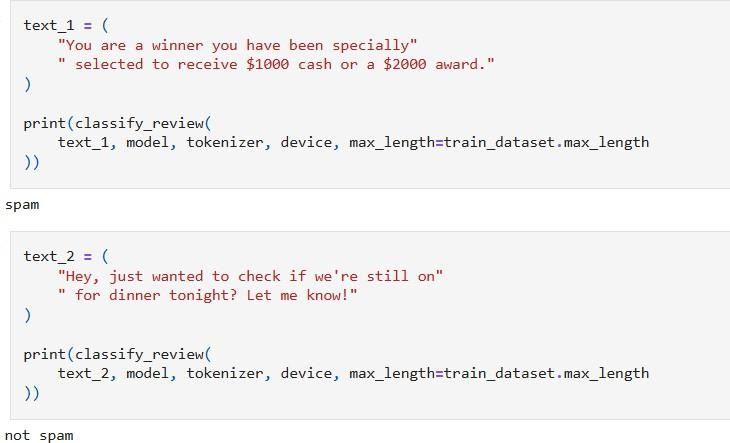 text_1 = (
    "You are a winner you have been specially"
    " selected to receive $1000 cash or a $2000 award."
)
print(classify_review(
    text_1, model, tokenizer, device, max_length=train_dataset.max_length
))
spam
text_2 = (
    "Hey, just wanted to check if we're still on"
    " for dinner tonight? Let me know!"
)
print(classify_review(
    text_2, model, tokenizer, device, max_length=train_dataset.max_length
))
not spam